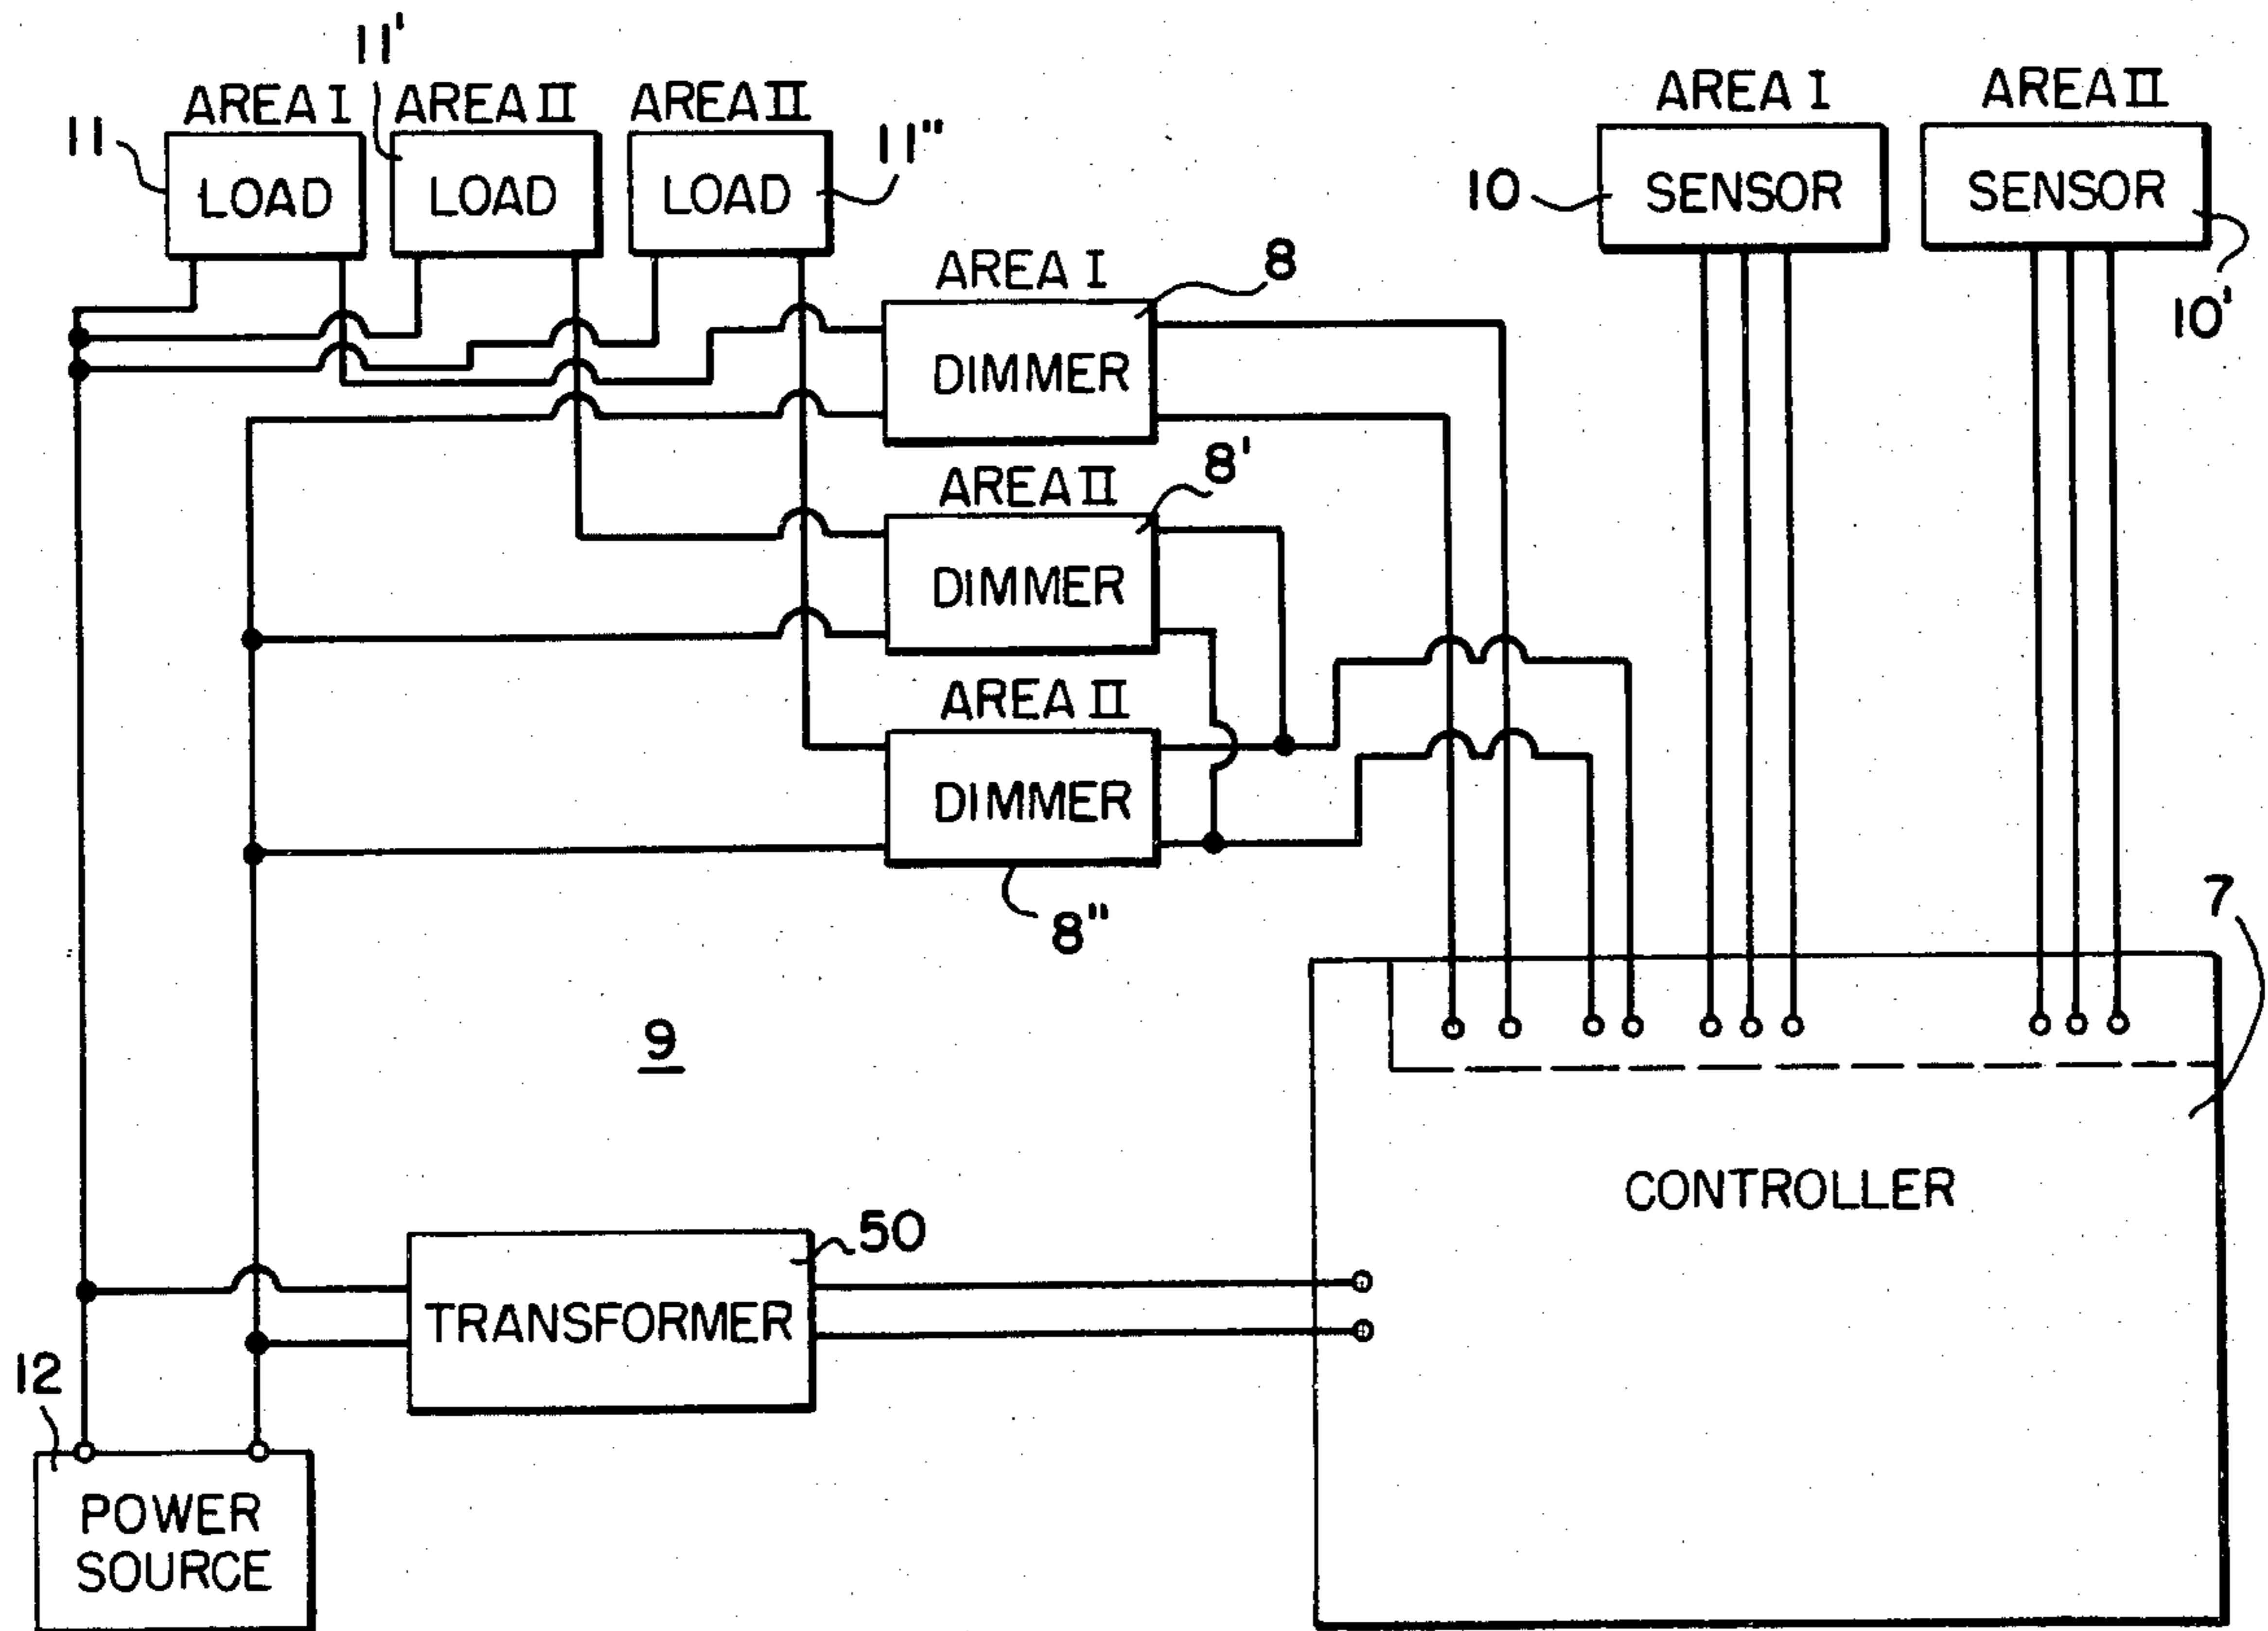 11'
AREA I AREA II AREA II
AREA I AREA II
11 LOAD LOAD LOAD 11"
10 SENSOR SENSOR
10'
AREA I 8
DIMMER
AREA II 8'
DIMMER
AREA II
DIMMER
8"
7
9
CONTROLLER
50
TRANSFORMER
12
POWER
SOURCE